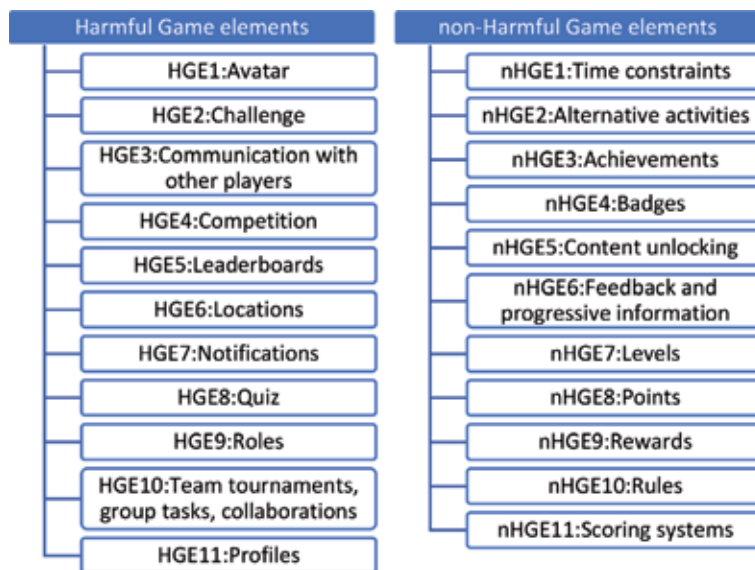 Harmful Game elements
HGE1:Avatar
HGE2:Challenge
HGE3:Communication with
other players
HGE4:Competition
HGE5:Leaderboards
HGE6:Locations
HGE7:Notifications
HGE8:Quiz
HGE9:Roles
HGE10:Team tournaments,
group tasks, collaborations
HGE11:Profiles
non-Harmful Game elements
nHGE1:Time constraints
nHGE2:Alternative activities
nHGE3:Achievements
nHGE4:Badges
nHGE5:Content unlocking
nHGE6:Feedback and
progressive information
nHGE7:Levels
nHGE8:Points
nHGE9:Rewards
nHGE10:Rules
nHGE11:Scoring systems